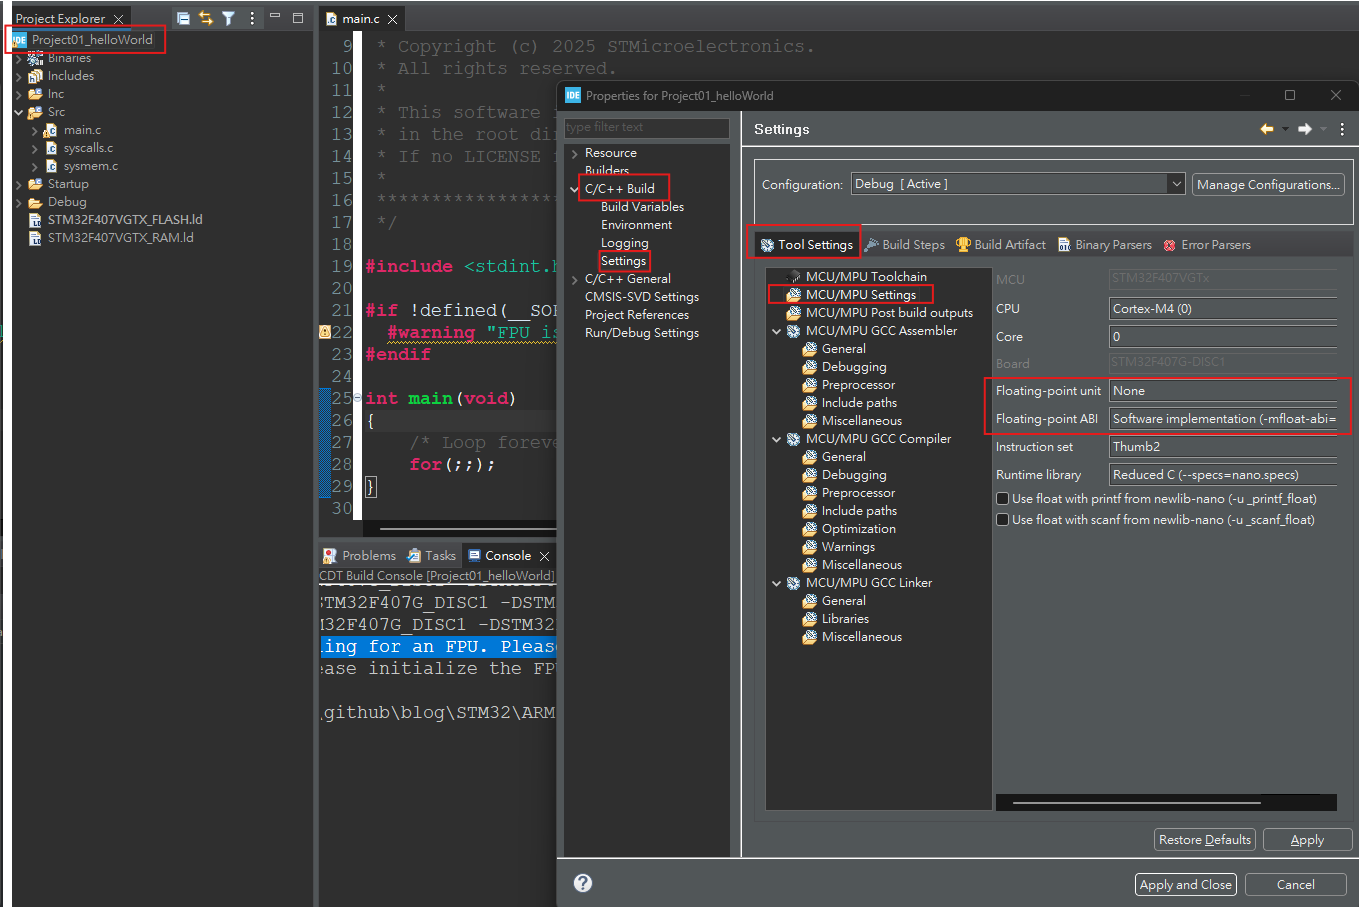 Project Explorer
Project01_helloWorld
Binaries
Includes
Inc
Src
main.c
syscalls.c
sysmem.c
Startup
Debug
STM32F407VGTX_FLASH.ld
STM32F407VGTX_RAM.ld
main.c
9 * Copyright (c) 2025 STMicroelectronics.
10 * All rights reserved.
11 *
12 * This software
13 * in the root di
14 * If no LICENSE
15 *
16 ****************
17 */
18
19 #include <stdint.h
20
21 #if !defined(__SO
22 #warning "FPU is
23 #endif
24
25 int main(void)
26 {
27 /* Loop foreve
28 for(;;);
29 }
30
Problems
Tasks
Console
CDT Build Console [Project01_helloWorld]
STM32F407G_DISC1 -DSTM
M32F407G_DISC1 -DSTM32
ing for an FPU. Please
ease initialize the FP
\github\blog\STM32\ARM
IDE
Properties for Project01_helloWorld
type filter text
Resource
Builders
C/C++ Build
Build Variables
Environment
Logging
Settings
C/C++ General
CMSIS-SVD Settings
Project References
Run/Debug Settings
Settings
Configuration: Debug [ Active ]
Manage Configurations...
Tool Settings
Build Steps
Build Artifact
Binary Parsers
Error Parsers
MCU/MPU Toolchain
MCU/MPU Settings
MCU/MPU Post build outputs
MCU/MPU GCC Assembler
General
Debugging
Preprocessor
Include paths
Miscellaneous
MCU/MPU GCC Compiler
General
Debugging
Preprocessor
Include paths
Optimization
Warnings
Miscellaneous
MCU/MPU GCC Linker
General
Libraries
Miscellaneous
MCU STM32F407VGTx
CPU Cortex-M4 (0)
Core 0
Board STM32F407G-DISC1
Floating-point unit None
Floating-point ABI Software implementation (-mfloat-abi=
Instruction set Thumb2
Runtime library Reduced C (--specs=nano.specs)
Use float with printf from newlib-nano (-u _printf_float)
Use float with scanf from newlib-nano (-u _scanf_float)
Restore Defaults
Apply
Apply and Close
Cancel